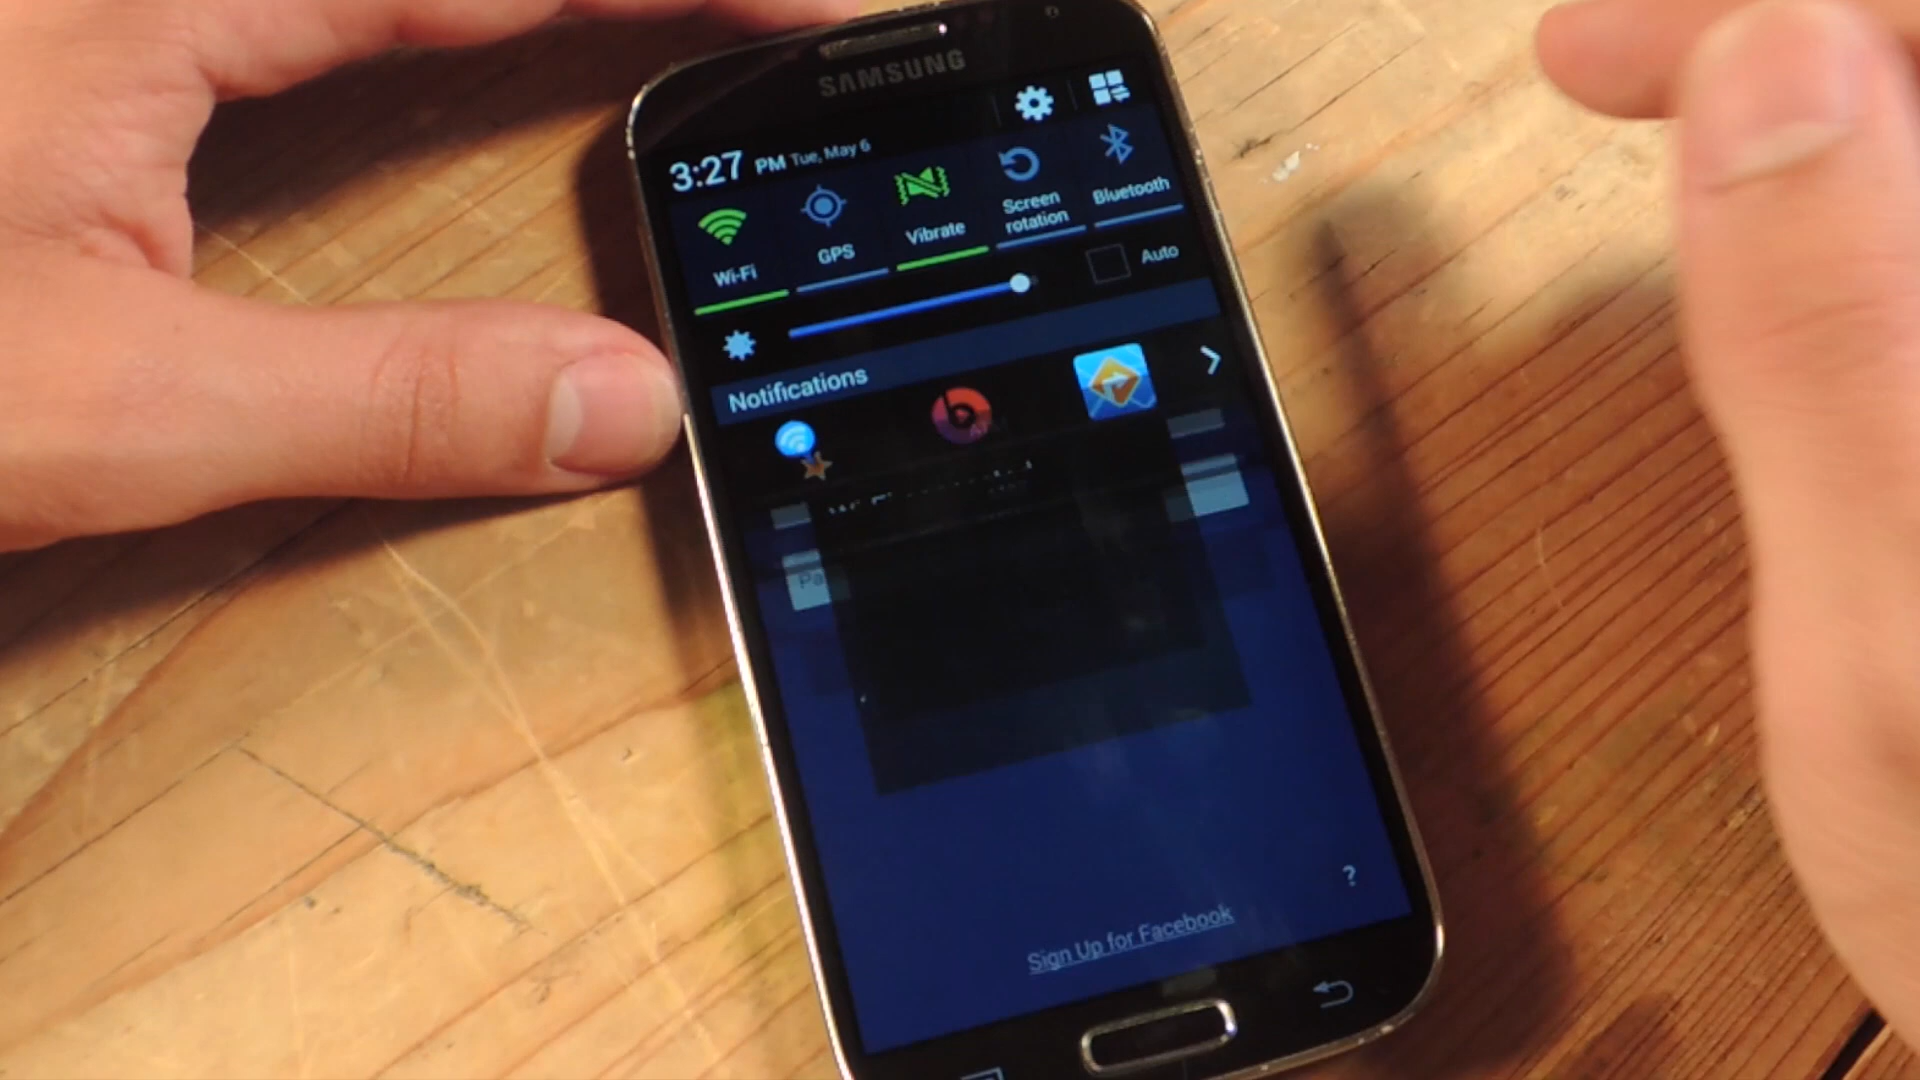 SAMSUNG
3:27 PM Tue, May 6
Wi-Fi
GPS
Vibrate
Screen rotation
Bluetooth
Auto
Notifications
Pa
?
Sign Up for Facebook